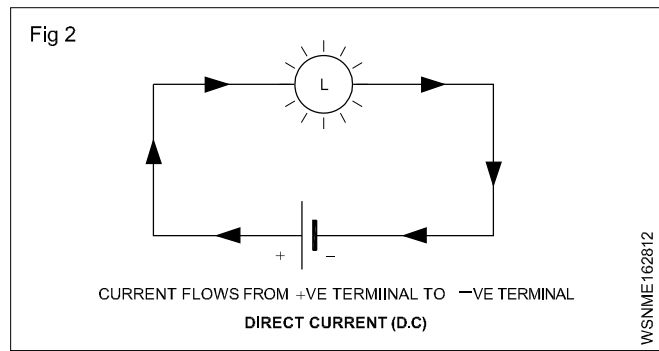 Fig 2
L
+ −
CURRENT FLOWS FROM +VE TERMIINAL TO −VE TERMINAL
DIRECT CURRENT (D.C)
WSNME162812